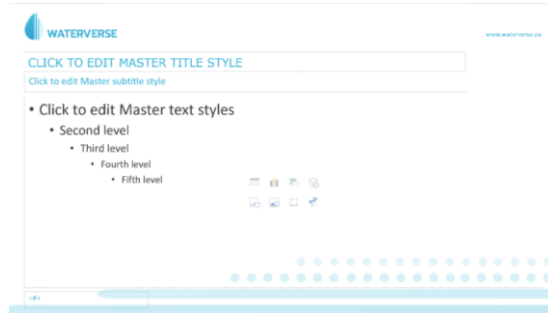 WATERVERSE
www.waterverse.eu
CLICK TO EDIT MASTER TITLE STYLE
Click to edit Master subtitle style
• Click to edit Master text styles
• Second level
• Third level
• Fourth level
• Fifth level
‹#›